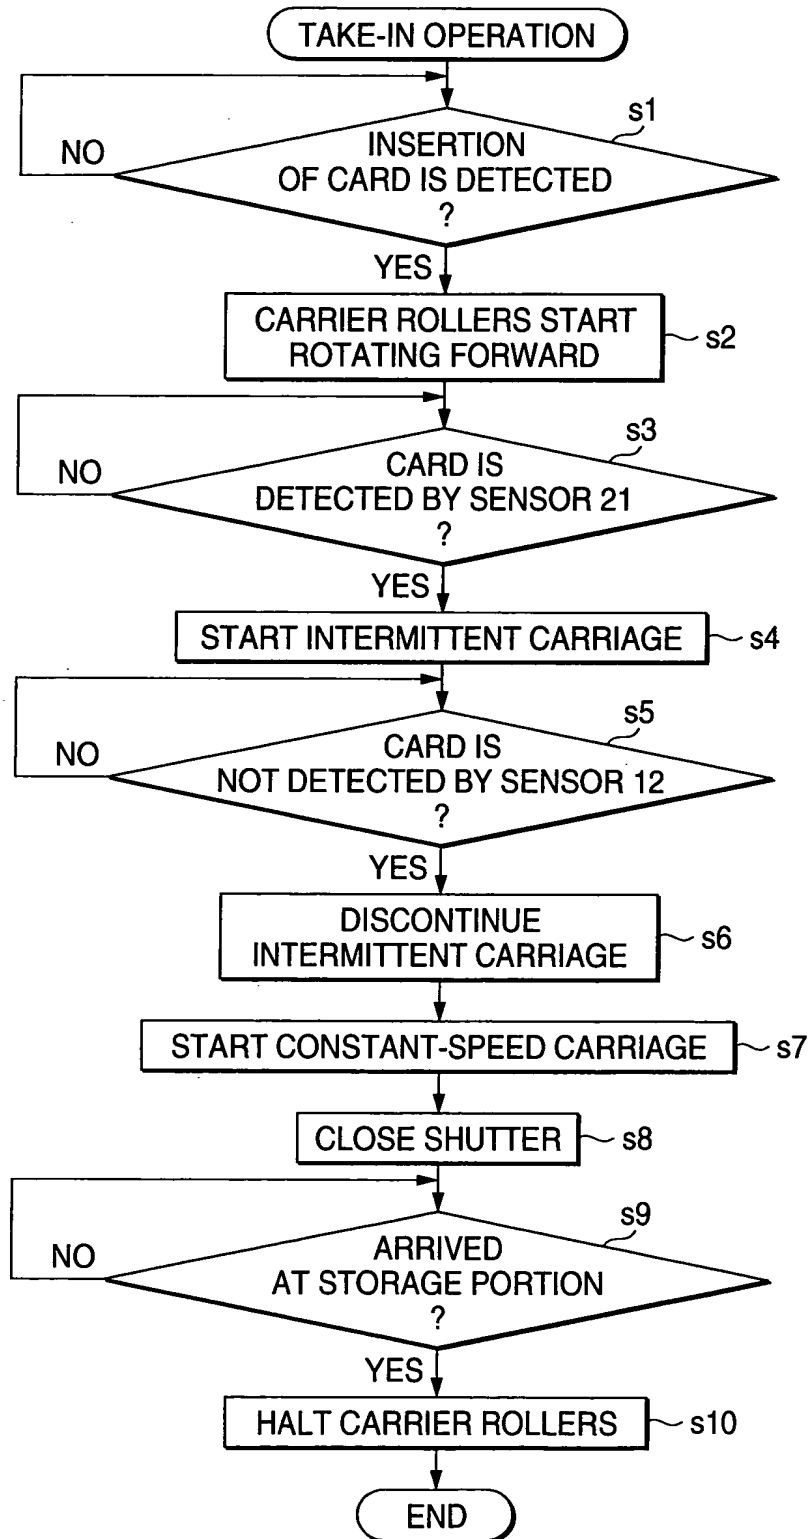 TAKE-IN OPERATION
s1
INSERTION
OF CARD IS DETECTED
?
NO
YES
CARRIER ROLLERS START
ROTATING FORWARD
s2
s3
CARD IS
DETECTED BY SENSOR 21
?
NO
YES
START INTERMITTENT CARRIAGE
s4
s5
CARD IS
NOT DETECTED BY SENSOR 12
?
NO
YES
DISCONTINUE
INTERMITTENT CARRIAGE
s6
START CONSTANT-SPEED CARRIAGE
s7
CLOSE SHUTTER
s8
s9
ARRIVED
AT STORAGE PORTION
?
NO
YES
HALT CARRIER ROLLERS
s10
END